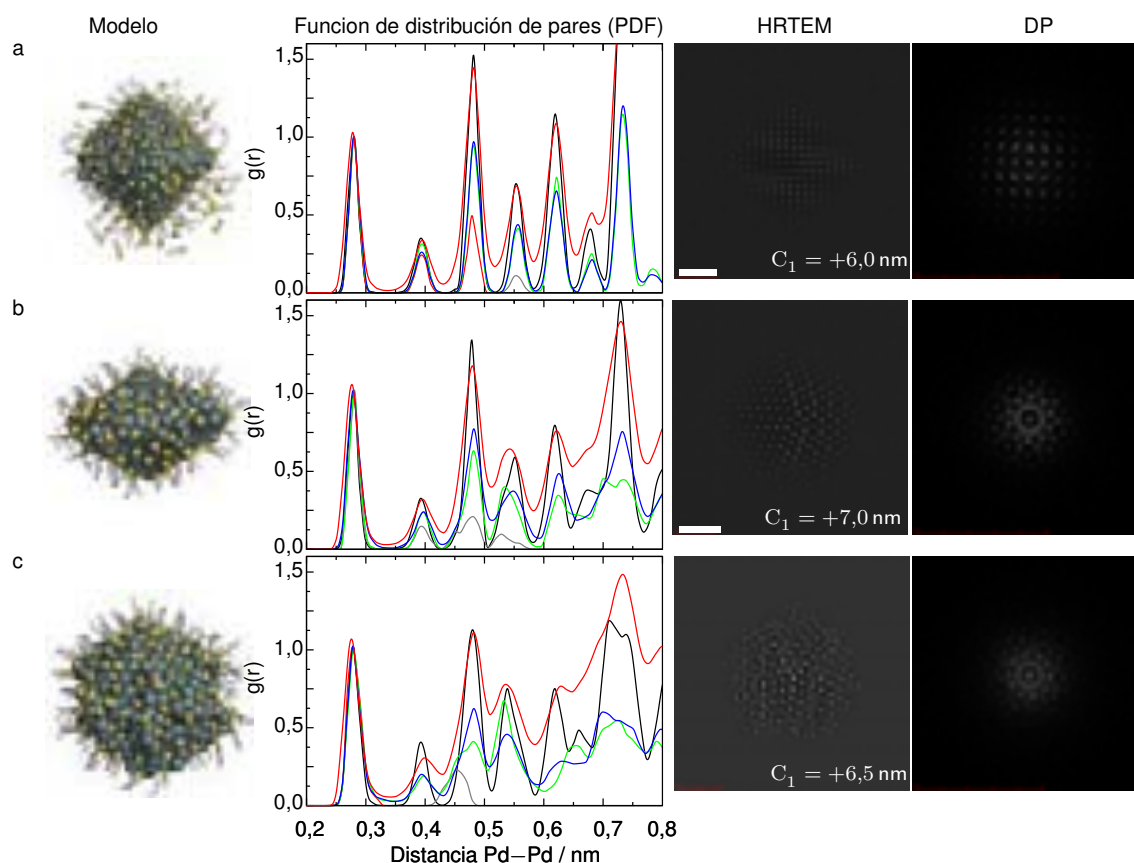 Modelo
Funcion de distribución de pares (PDF)
HRTEM
DP
a
1,5
1,0
0,5
0,0
g(r)
C1 = +6,0 nm
b
1,5
1,0
0,5
0,0
g(r)
C1 = +7,0 nm
c
1,5
1,0
0,5
0,0
g(r)
C1 = +6,5 nm
0,2 0,3 0,4 0,5 0,6 0,7 0,8
Distancia Pd−Pd / nm